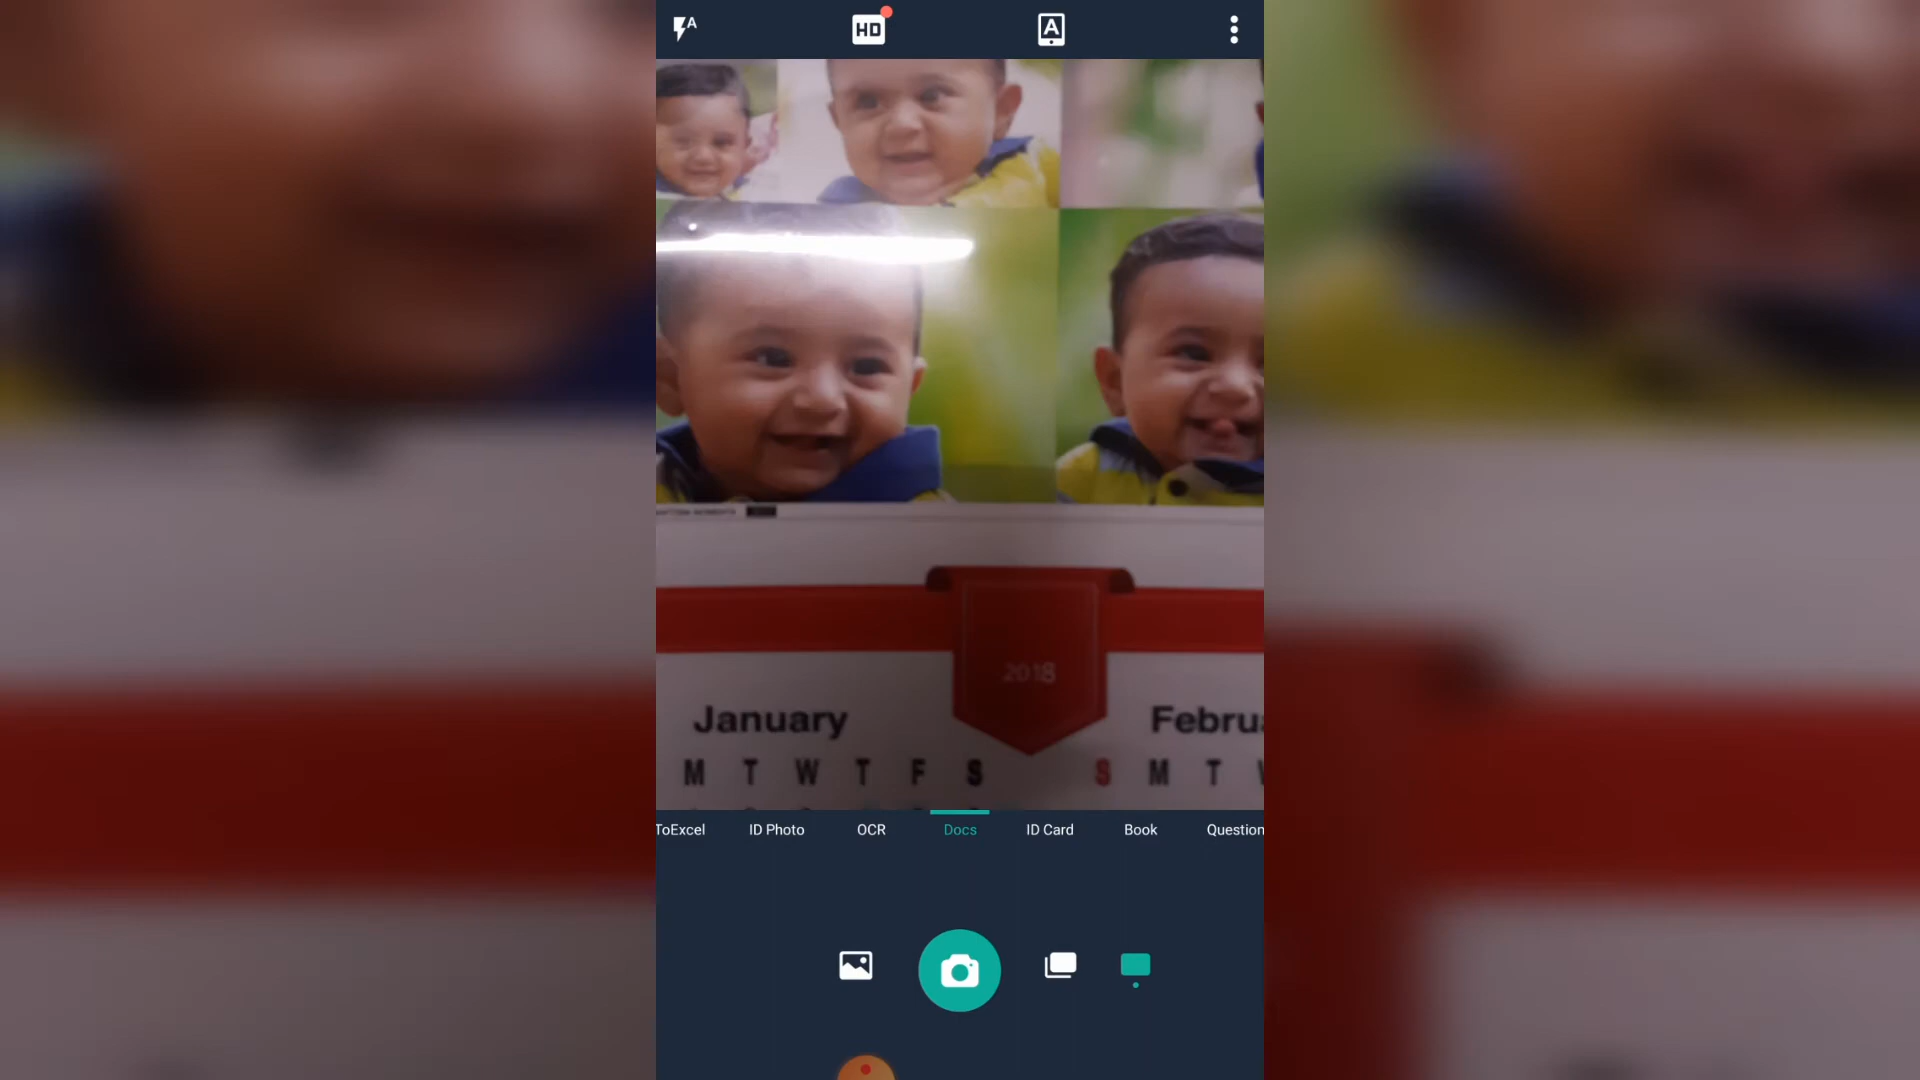 A
HD
A
2018
January
Febru
M T W T F S
S M T
ToExcel
ID Photo
OCR
Docs
ID Card
Book
Question